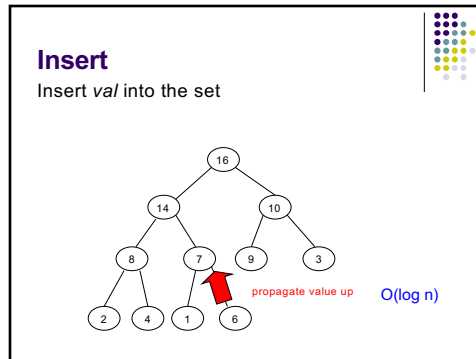 Insert
Insert val into the set
16
14 10
8 7 9 3
propagate value up O(log n)
2 4 1 6